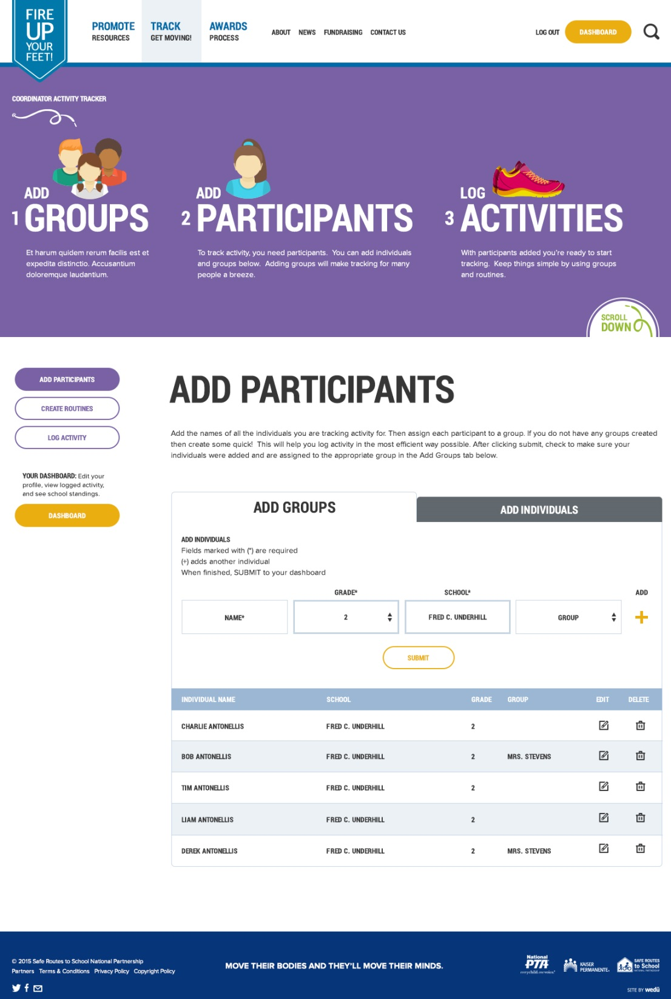 FIRE
UP
YOUR
FEET!
PROMOTE
RESOURCES
TRACK
GET MOVING!
AWARDS
PROCESS
ABOUT NEWS FUNDRAISING CONTACT US
LOG OUT
DASHBOARD
COORDINATOR ACTIVITY TRACKER
ADD
1 GROUPS
Et harum quidem rerum facilis est et
expedita distinctio. Accusantium
doloremque laudantium.
ADD
2 PARTICIPANTS
To track activity, you need participants. You can add individuals
and groups below. Adding groups will make tracking for many
people a breeze.
LOG
3 ACTIVITIES
With participants added you're ready to start
tracking. Keep things simple by using groups
and routines.
SCROLL
DOWN
ADD PARTICIPANTS
CREATE ROUTINES
LOG ACTIVITY
YOUR DASHBOARD: Edit your
profile, view logged activity,
and see school standings.
DASHBOARD
ADD PARTICIPANTS
Add the names of all the individuals you are tracking activity for. Then assign each participant to a group. If you do not have any groups created
then create some quick! This will help you log activity in the most efficient way possible. After clicking submit, check to make sure your
individuals were added and are assigned to the appropriate group in the Add Groups tab below.
ADD GROUPS
ADD INDIVIDUALS
ADD INDIVIDUALS
Fields marked with (*) are required
(+) adds another individual
When finished, SUBMIT to your dashboard
GRADE* SCHOOL* ADD
NAME* 2 FRED C. UNDERHILL GROUP
SUBMIT
INDIVIDUAL NAME SCHOOL GRADE GROUP EDIT DELETE
CHARLIE ANTONELLIS FRED C. UNDERHILL 2
BOB ANTONELLIS FRED C. UNDERHILL 2 MRS. STEVENS
TIM ANTONELLIS FRED C. UNDERHILL 2
LIAM ANTONELLIS FRED C. UNDERHILL 2
DEREK ANTONELLIS FRED C. UNDERHILL 2 MRS. STEVENS
© 2015 Safe Routes to School National Partnership
Partners Terms & Conditions Privacy Policy Copyright Policy
MOVE THEIR BODIES AND THEY'LL MOVE THEIR MINDS.
National
PTA
everychild.onevoice.
KAISER
PERMANENTE.
SAFE ROUTES
to School
NATIONAL PARTNERSHIP
SITE BY wedü